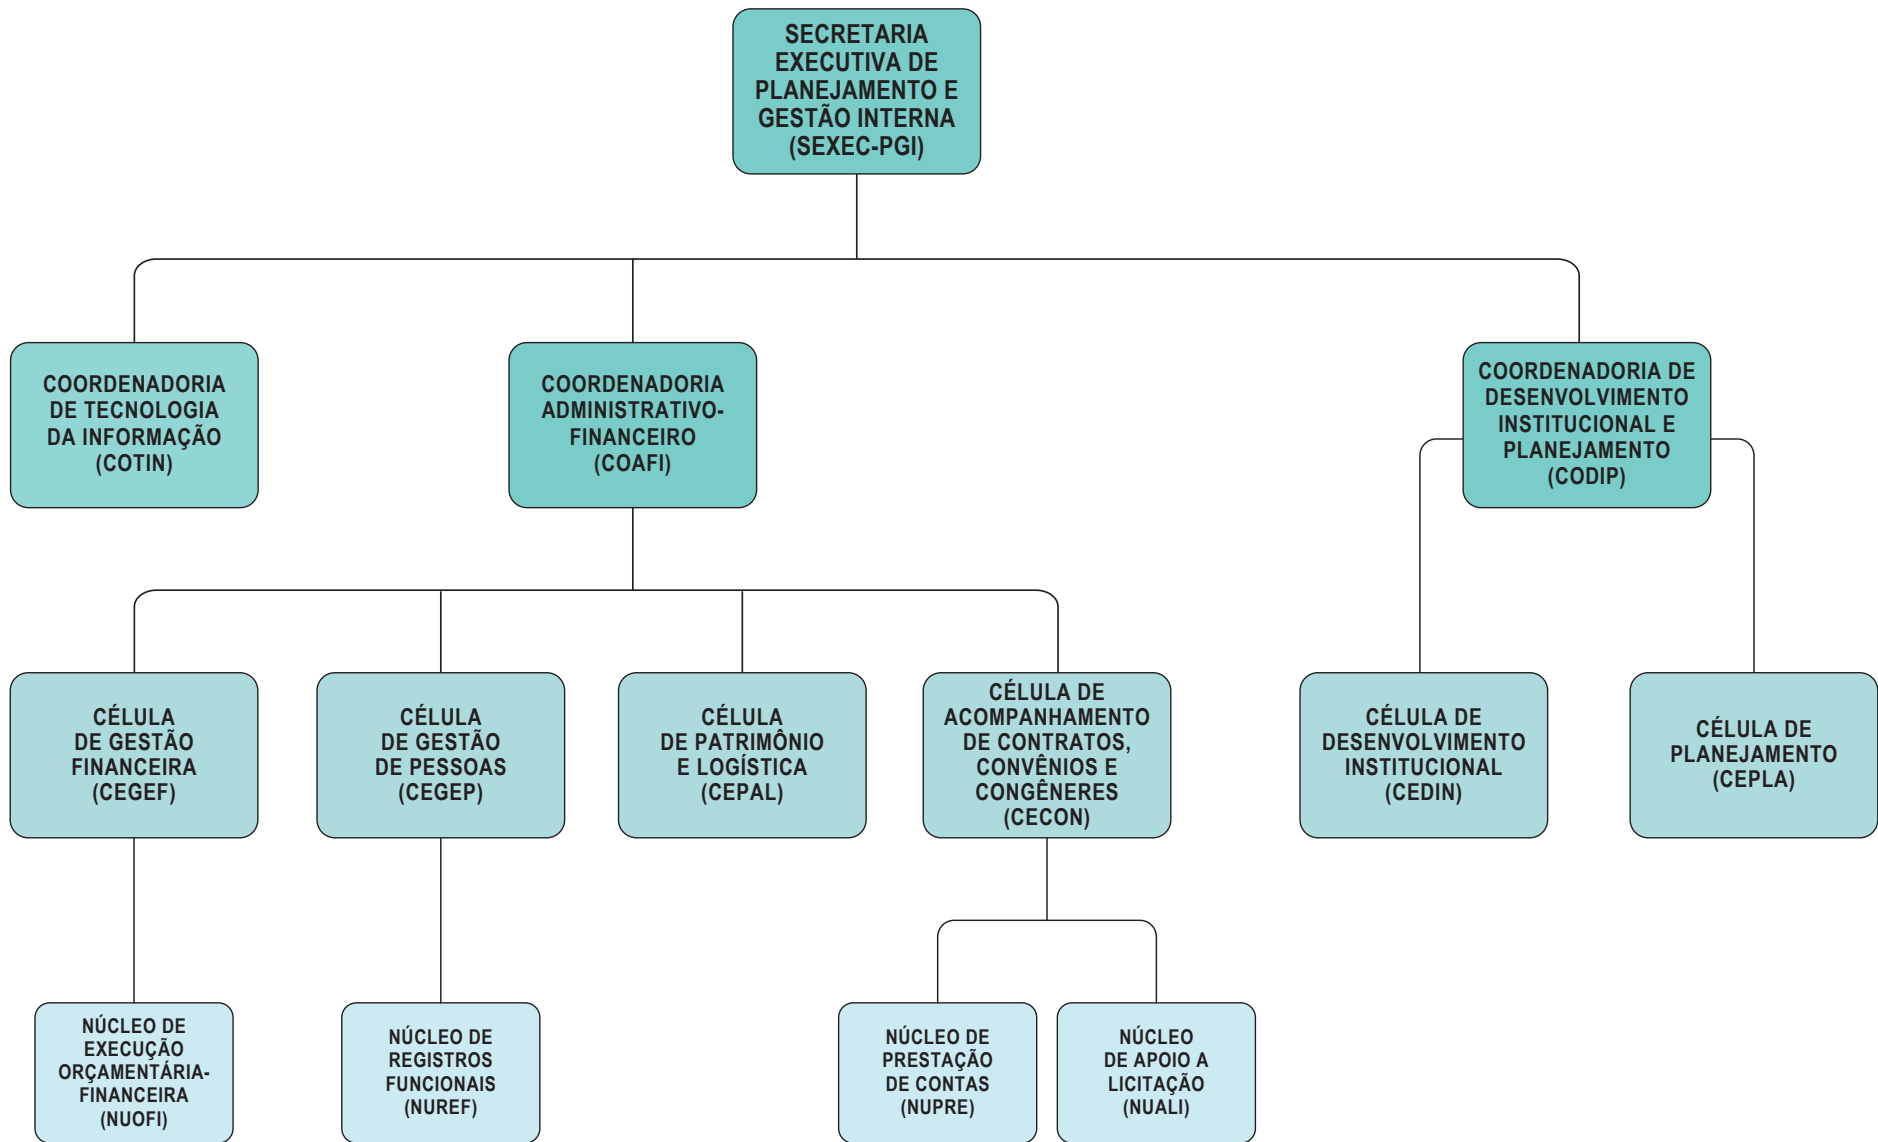 SECRETARIA
EXECUTIVA DE
PLANEJAMENTO E
GESTÃO INTERNA
(SEXEC-PGI)
COORDENADORIA
DE TECNOLOGIA
DA INFORMAÇÃO
(COTIN)
COORDENADORIA
ADMINISTRATIVO-
FINANCEIRO
(COAFI)
COORDENADORIA DE
DESENVOLVIMENTO
INSTITUCIONAL E
PLANEJAMENTO
(CODIP)
CÉLULA
DE GESTÃO
FINANCEIRA
(CEGEF)
CÉLULA
DE GESTÃO
DE PESSOAS
(CEGEP)
CÉLULA
DE PATRIMÔNIO
E LOGÍSTICA
(CEPAL)
CÉLULA DE
ACOMPANHAMENTO
DE CONTRATOS,
CONVÊNIOS E
CONGÊNERES
(CECON)
CÉLULA DE
DESENVOLVIMENTO
INSTITUCIONAL
(CEDIN)
CÉLULA DE
PLANEJAMENTO
(CEPLA)
NÚCLEO DE
EXECUÇÃO
ORÇAMENTÁRIA-
FINANCEIRA
(NUOFI)
NÚCLEO DE
REGISTROS
FUNCIONAIS
(NUREF)
NÚCLEO DE
PRESTAÇÃO
DE CONTAS
(NUPRE)
NÚCLEO
DE APOIO A
LICITAÇÃO
(NUALI)